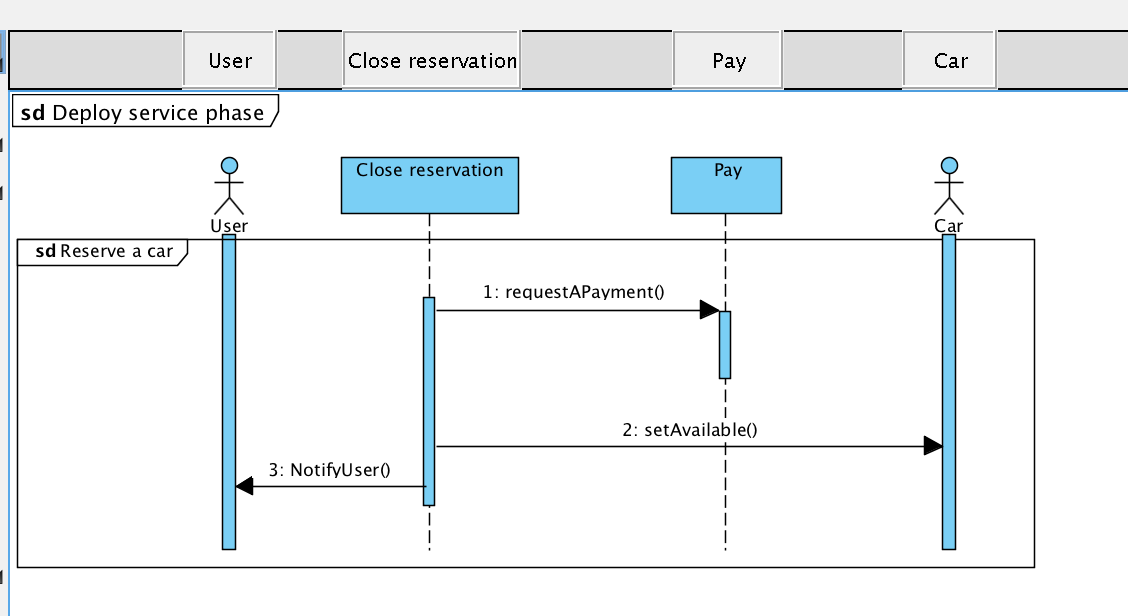 User
Close reservation
Pay
Car
sd Deploy service phase
Close reservation
Pay
User
Car
sd Reserve a car
1: requestAPayment()
2: setAvailable()
3: NotifyUser()